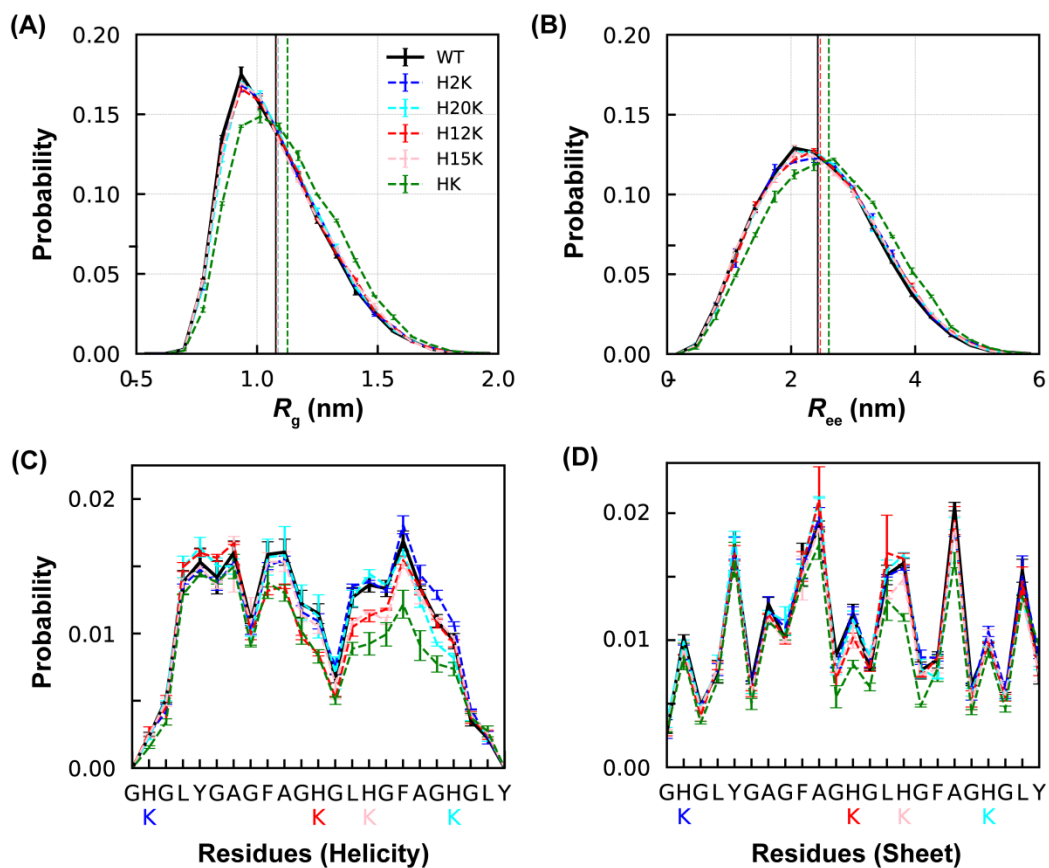 (A)
0.20
0.15
0.10
0.05
0.00
Probability
0.5
1.0
1.5
2.0
Rg (nm)
WT
H2K
H20K
H12K
H15K
HK
(B)
0.20
0.15
0.10
0.05
0.00
Probability
0
2
4
6
Ree (nm)
(C)
0.02
0.01
0.00
Probability
GHGLYGAGFAGHGLHGFAGHGLY
K K K K
Residues (Helicity)
(D)
0.02
0.01
0.00
Probability
GHGLYGAGFAGHGLHGFAGHGLY
K K K K
Residues (Sheet)